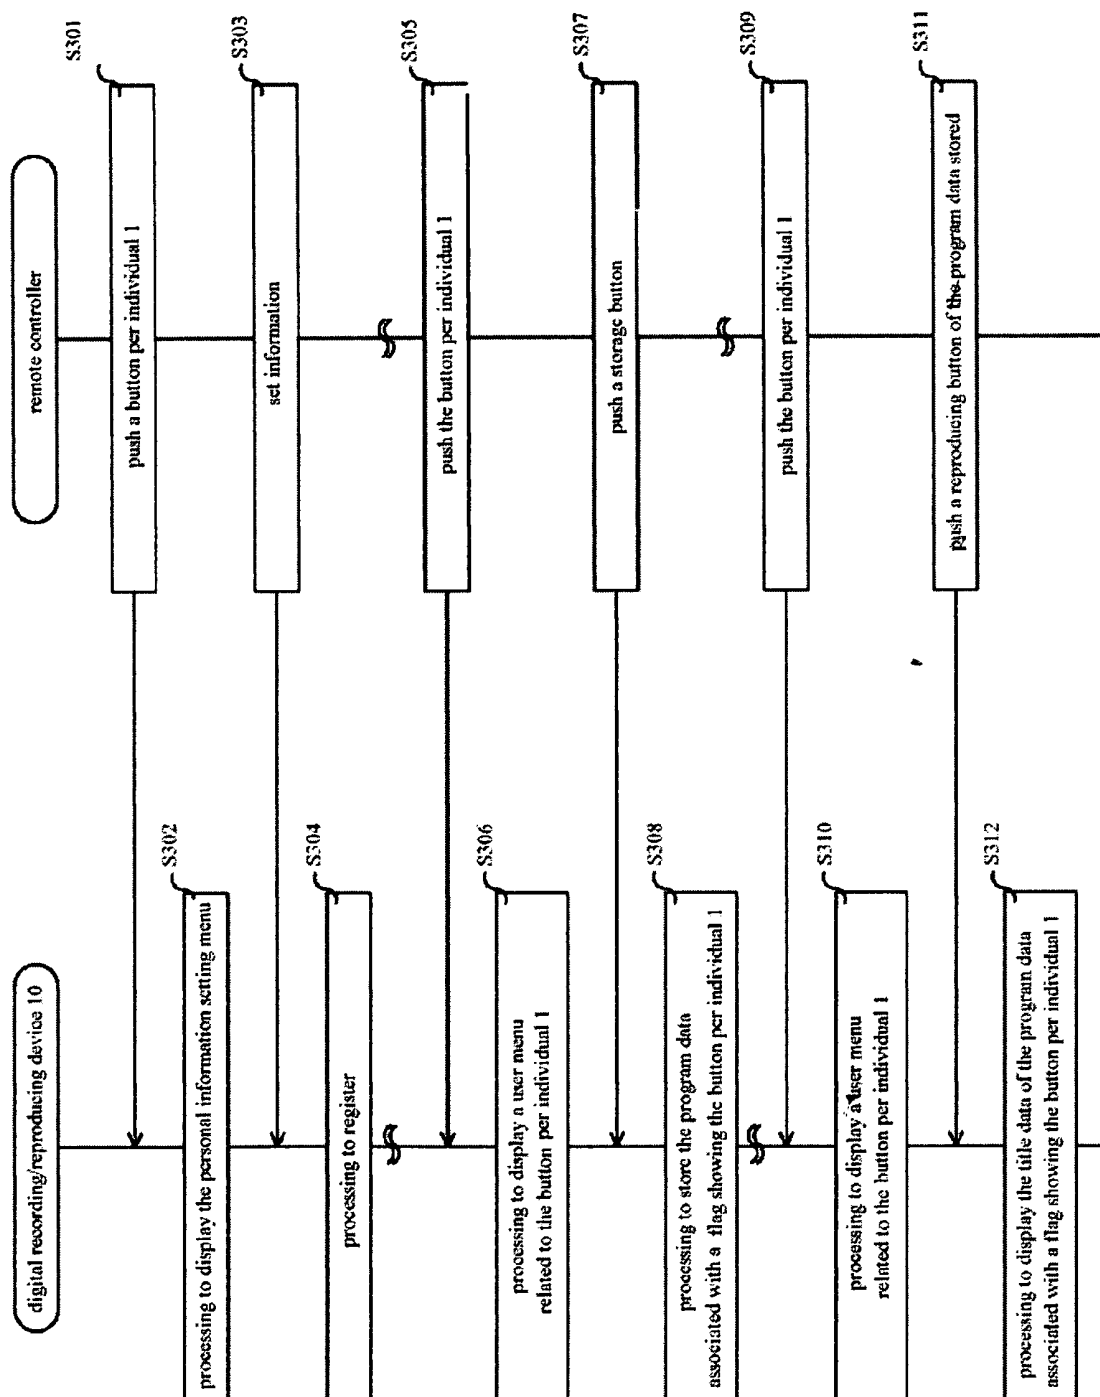 digital recording/reproducing device 10
remote controller
S301
push a button per individual 1
S302
processing to display the personal information setting menu
S303
set information
S304
processing to register
S305
push the button per individual 1
S306
processing to display a user menu
related to the button per individual 1
S307
push a storage button
S308
processing to store the program data
associated with a flag showing the button per individual 1
S309
push the button per individual 1
S310
processing to display a user menu
related to the button per individual 1
S311
push a reproducing button of the program data stored
S312
processing to display the title data of the program data
associated with a flag showing the button per individual 1